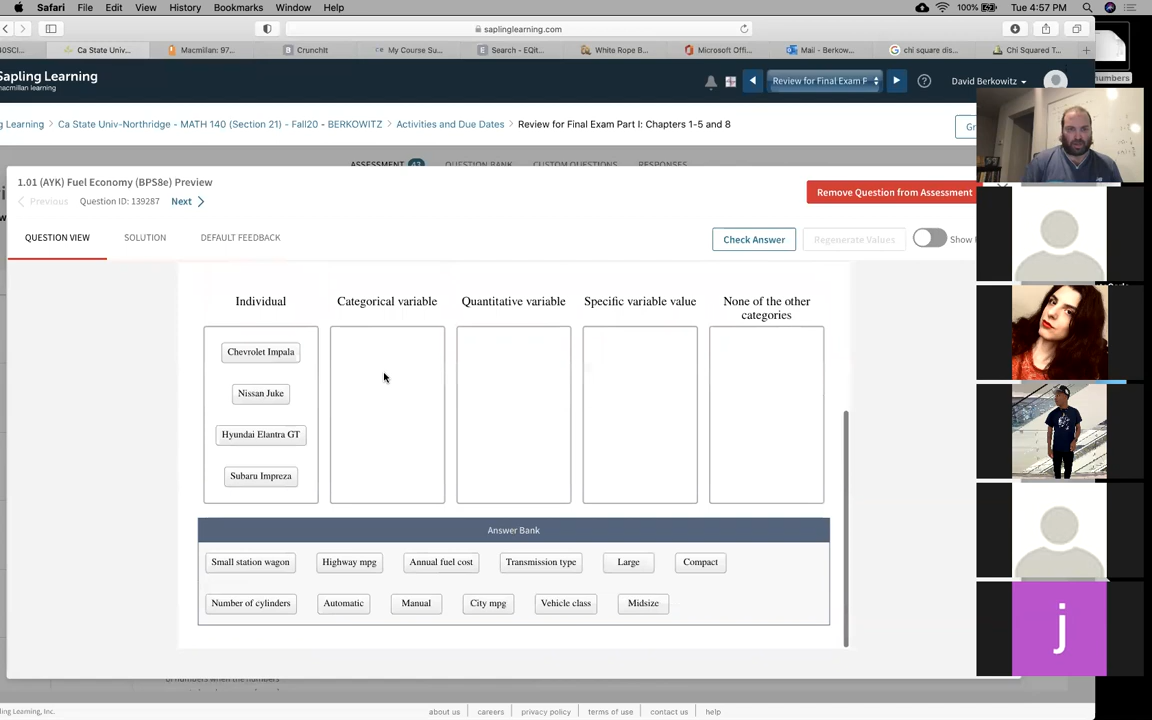 Safari File Edit View History Bookmarks Window Help 100% Tue 4:57 PM
saplinglearning.com
Ca State Univ... Macmillan: 97... CrunchIt My Course Su... Search - EQit... White Rope B... Microsoft Offi... Mail - Berkow... chi square dis... Chi Squared T...
Sapling Learning
macmillan learning
Review for Final Exam P
David Berkowitz
umbers
Learning > Ca State Univ-Northridge - MATH 140 (Section 21) - Fall20 - BERKOWITZ > Activities and Due Dates > Review for Final Exam Part I: Chapters 1-5 and 8
ASSESSMENT QUESTION BANK CUSTOM QUESTIONS RESPONSES
1.01 (AYK) Fuel Economy (BPS8e) Preview
Remove Question from Assessment
Previous Question ID: 139287 Next
QUESTION VIEW SOLUTION DEFAULT FEEDBACK
Check Answer Regenerate Values Show
Individual Categorical variable Quantitative variable Specific variable value None of the other
categories
Chevrolet Impala
Nissan Juke
Hyundai Elantra GT
Subaru Impreza
Answer Bank
Small station wagon Highway mpg Annual fuel cost Transmission type Large Compact
Number of cylinders Automatic Manual City mpg Vehicle class Midsize
j
about us | careers | privacy policy | terms of use | contact us | help